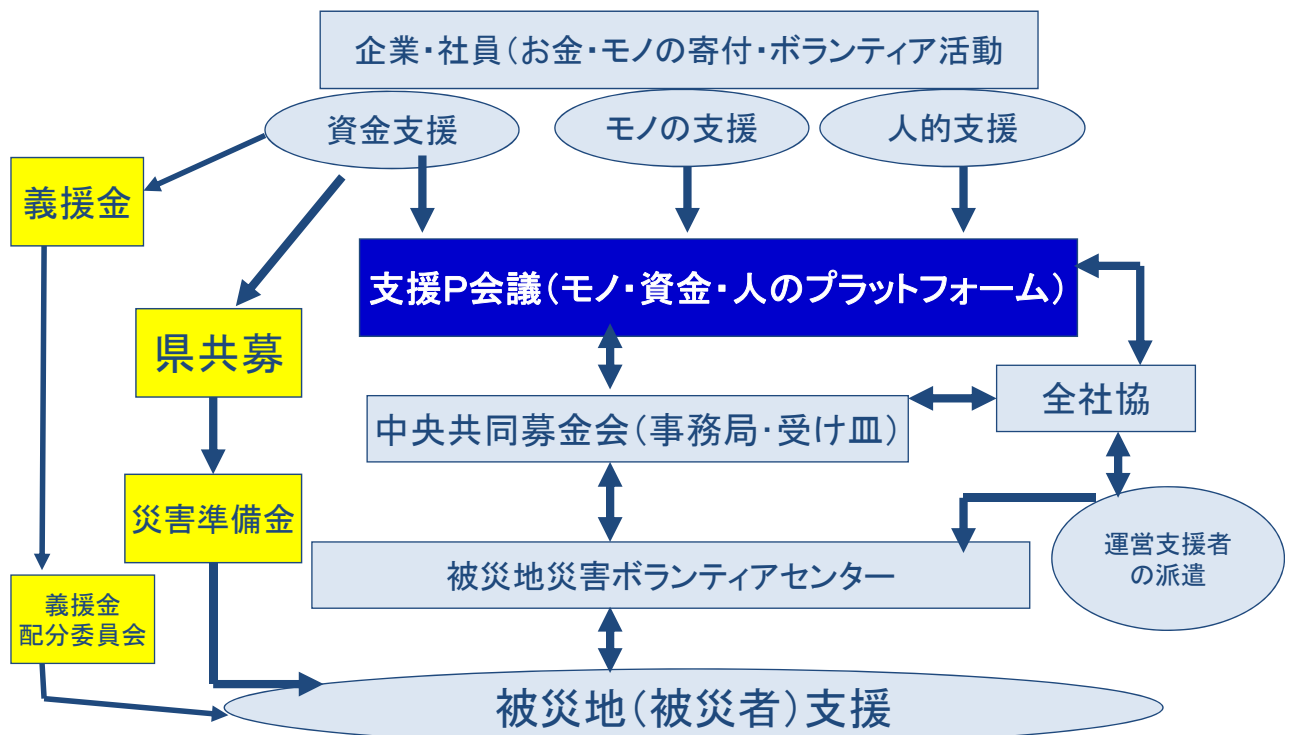 企業・社員(お金・モノの寄付・ボランティア活動
資金支援
モノの支援
人的支援
義援金
支援P会議(モノ・資金・人のプラットフォーム)
県共募
全社協
中央共同募金会(事務局・受け皿)
災害準備金
運営支援者
の派遣
被災地災害ボランティアセンター
義援金
配分委員会
被災地(被災者)支援